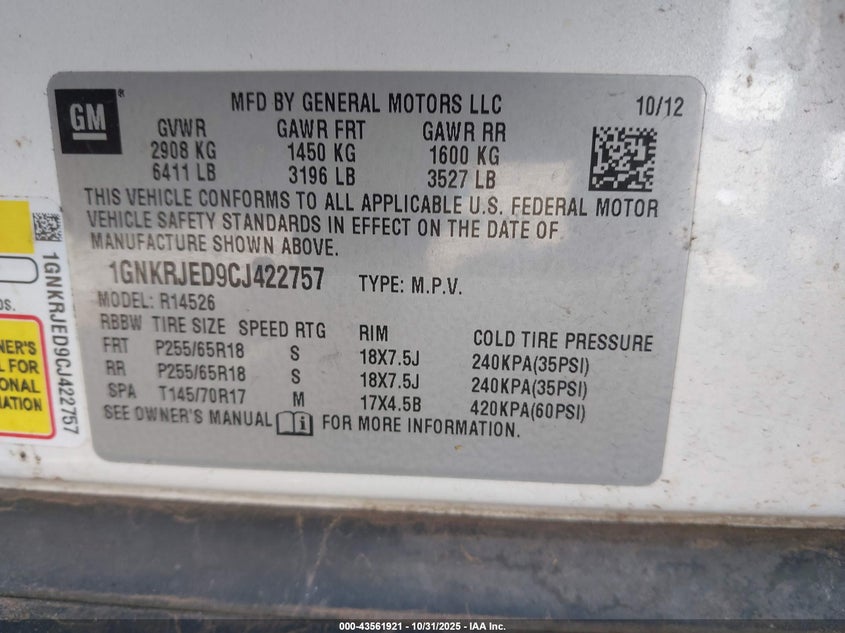 GM
MFD BY GENERAL MOTORS LLC 10/12
GVWR GAWR FRT GAWR RR
2908 KG 1450 KG 1600 KG
6411 LB 3196 LB 3527 LB
THIS VEHICLE CONFORMS TO ALL APPLICABLE U.S. FEDERAL MOTOR
VEHICLE SAFETY STANDARDS IN EFFECT ON THE DATE OF
MANUFACTURE SHOWN ABOVE.
1GNKRJED9CJ422757 TYPE: M.P.V.
MODEL: R14526
RBBW TIRE SIZE SPEED RTG RIM COLD TIRE PRESSURE
FRT P255/65R18 S 18X7.5J 240KPA(35PSI)
RR P255/65R18 S 18X7.5J 240KPA(35PSI)
SPA T145/70R17 M 17X4.5B 420KPA(60PSI)
SEE OWNER'S MANUAL FOR MORE INFORMATION.
1GNKRJED9CJ422757
NER'S
L FOR
ONAL
MATION
000-43561921 - 10/31/2025 - IAA Inc.